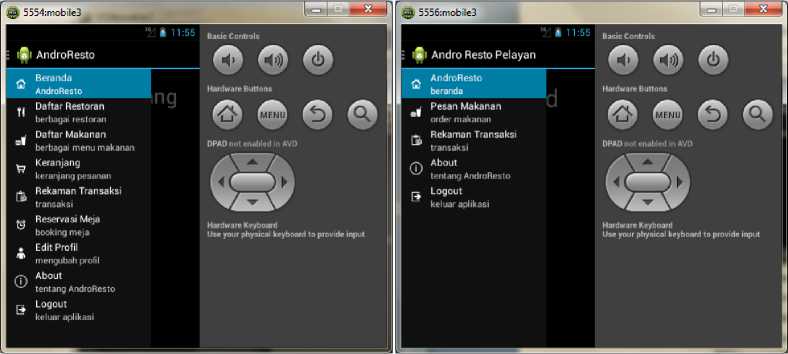 5554:mobile3
11:55
AndroResto
Beranda
AndroResto
Daftar Restoran
berbagai restoran
Daftar Makanan
berbagai menu makanan
Keranjang
keranjang pesanan
Rekaman Transaksi
transaksi
Reservasi Meja
booking meja
Edit Profil
mengubah profil
About
tentang AndroResto
Logout
keluar aplikasi
ng
Basic Controls
Hardware Buttons
MENU
DPAD not enabled in AVD
Hardware Keyboard
Use your physical keyboard to provide input
5556:mobile3
11:55
Andro Resto Pelayan
AndroResto
beranda
Pesan Makanan
order makanan
Rekaman Transaksi
transaksi
About
tentang AndroResto
Logout
keluar aplikasi
d
Basic Controls
Hardware Buttons
MENU
DPAD not enabled in AVD
Hardware Keyboard
Use your physical keyboard to provide input